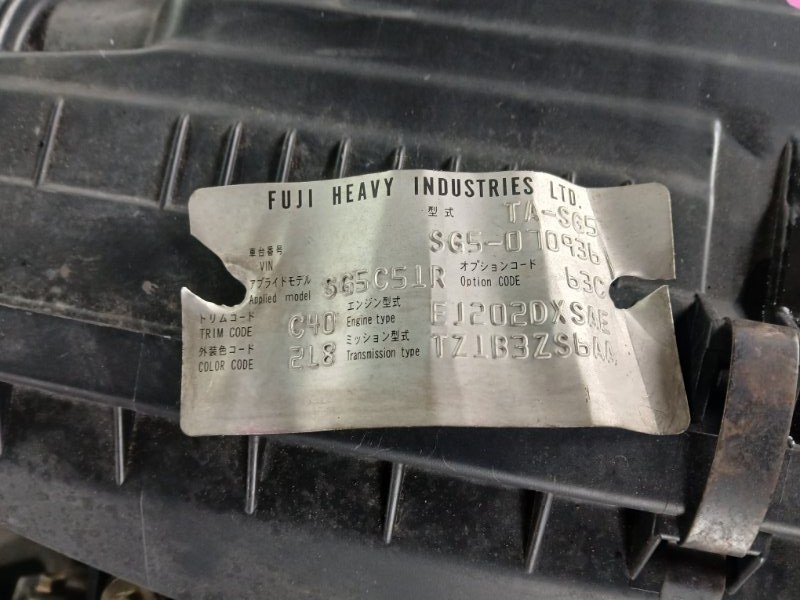 FUJI HEAVY INDUSTRIES LTD.
型式 TA-SG5
車台番号 VIN SG5-070936
アプライドモデル Applied model SG5C51R オプションコード Option CODE 63C
トリムコード TRIM CODE C40 エンジン型式 Engine type EJ202DXSAE
外装色コード COLOR CODE 2L8 ミッション型式 Transmission type TZ1B3ZS6AA